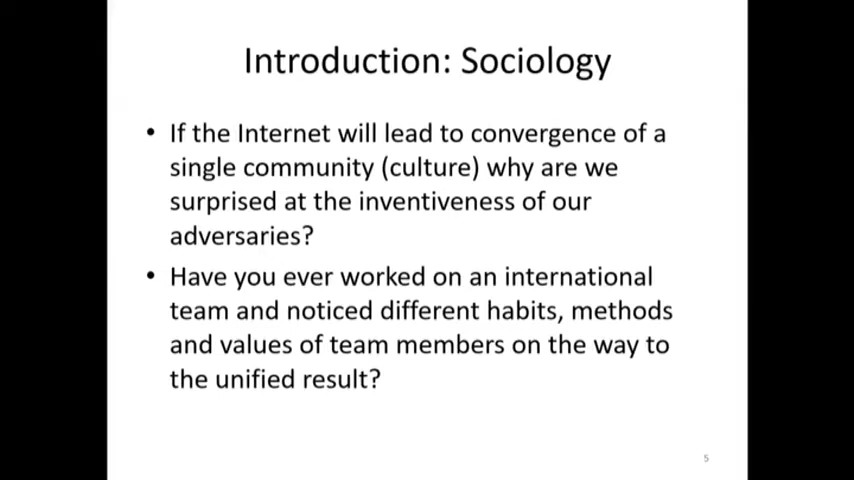 Introduction: Sociology
• If the Internet will lead to convergence of a
single community (culture) why are we
surprised at the inventiveness of our
adversaries?
• Have you ever worked on an international
team and noticed different habits, methods
and values of team members on the way to
the unified result?
5